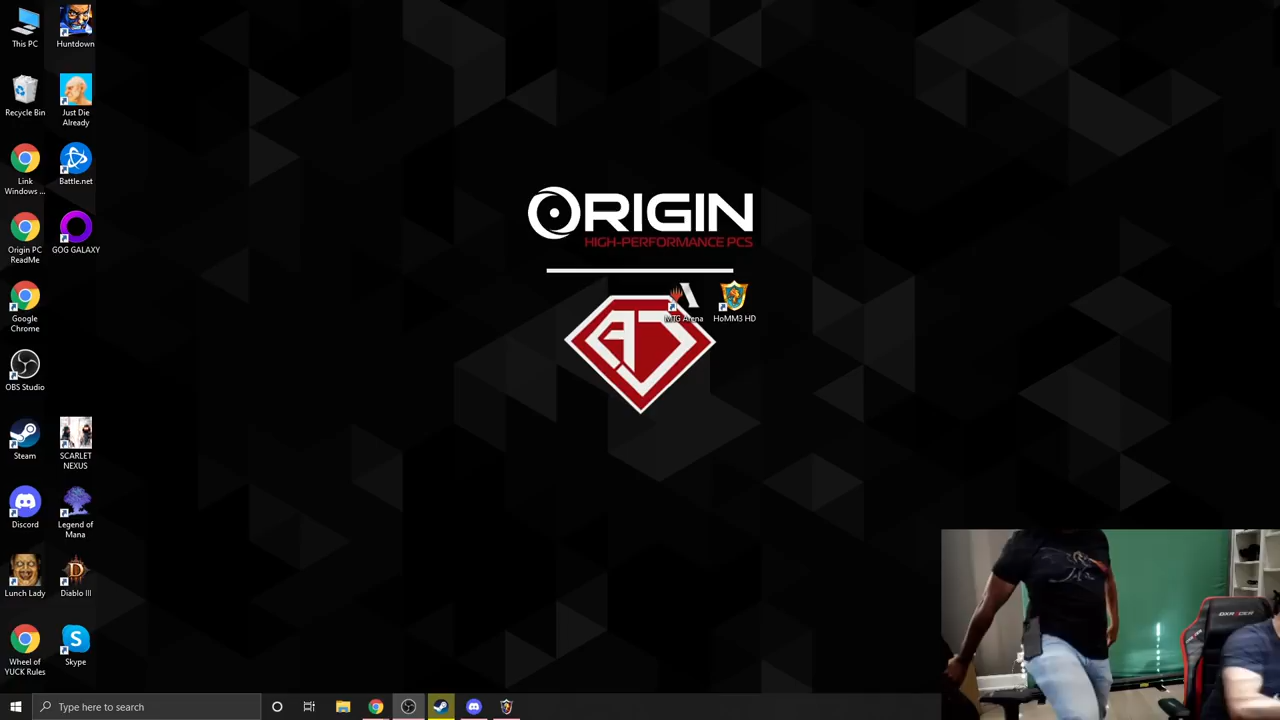 This PC
Huntdown
Recycle Bin
Just Die
Already
Link
Windows ...
Battle.net
Origin PC
ReadMe
GOG GALAXY
Google
Chrome
OBS Studio
Steam
SCARLET
NEXUS
Discord
Legend of
Mana
Lunch Lady
Diablo III
Wheel of
YUCK Rules
Skype
ORIGIN
HIGH-PERFORMANCE PCS
MTG Arena
HoMM3 HD
DXRACER
Type here to search